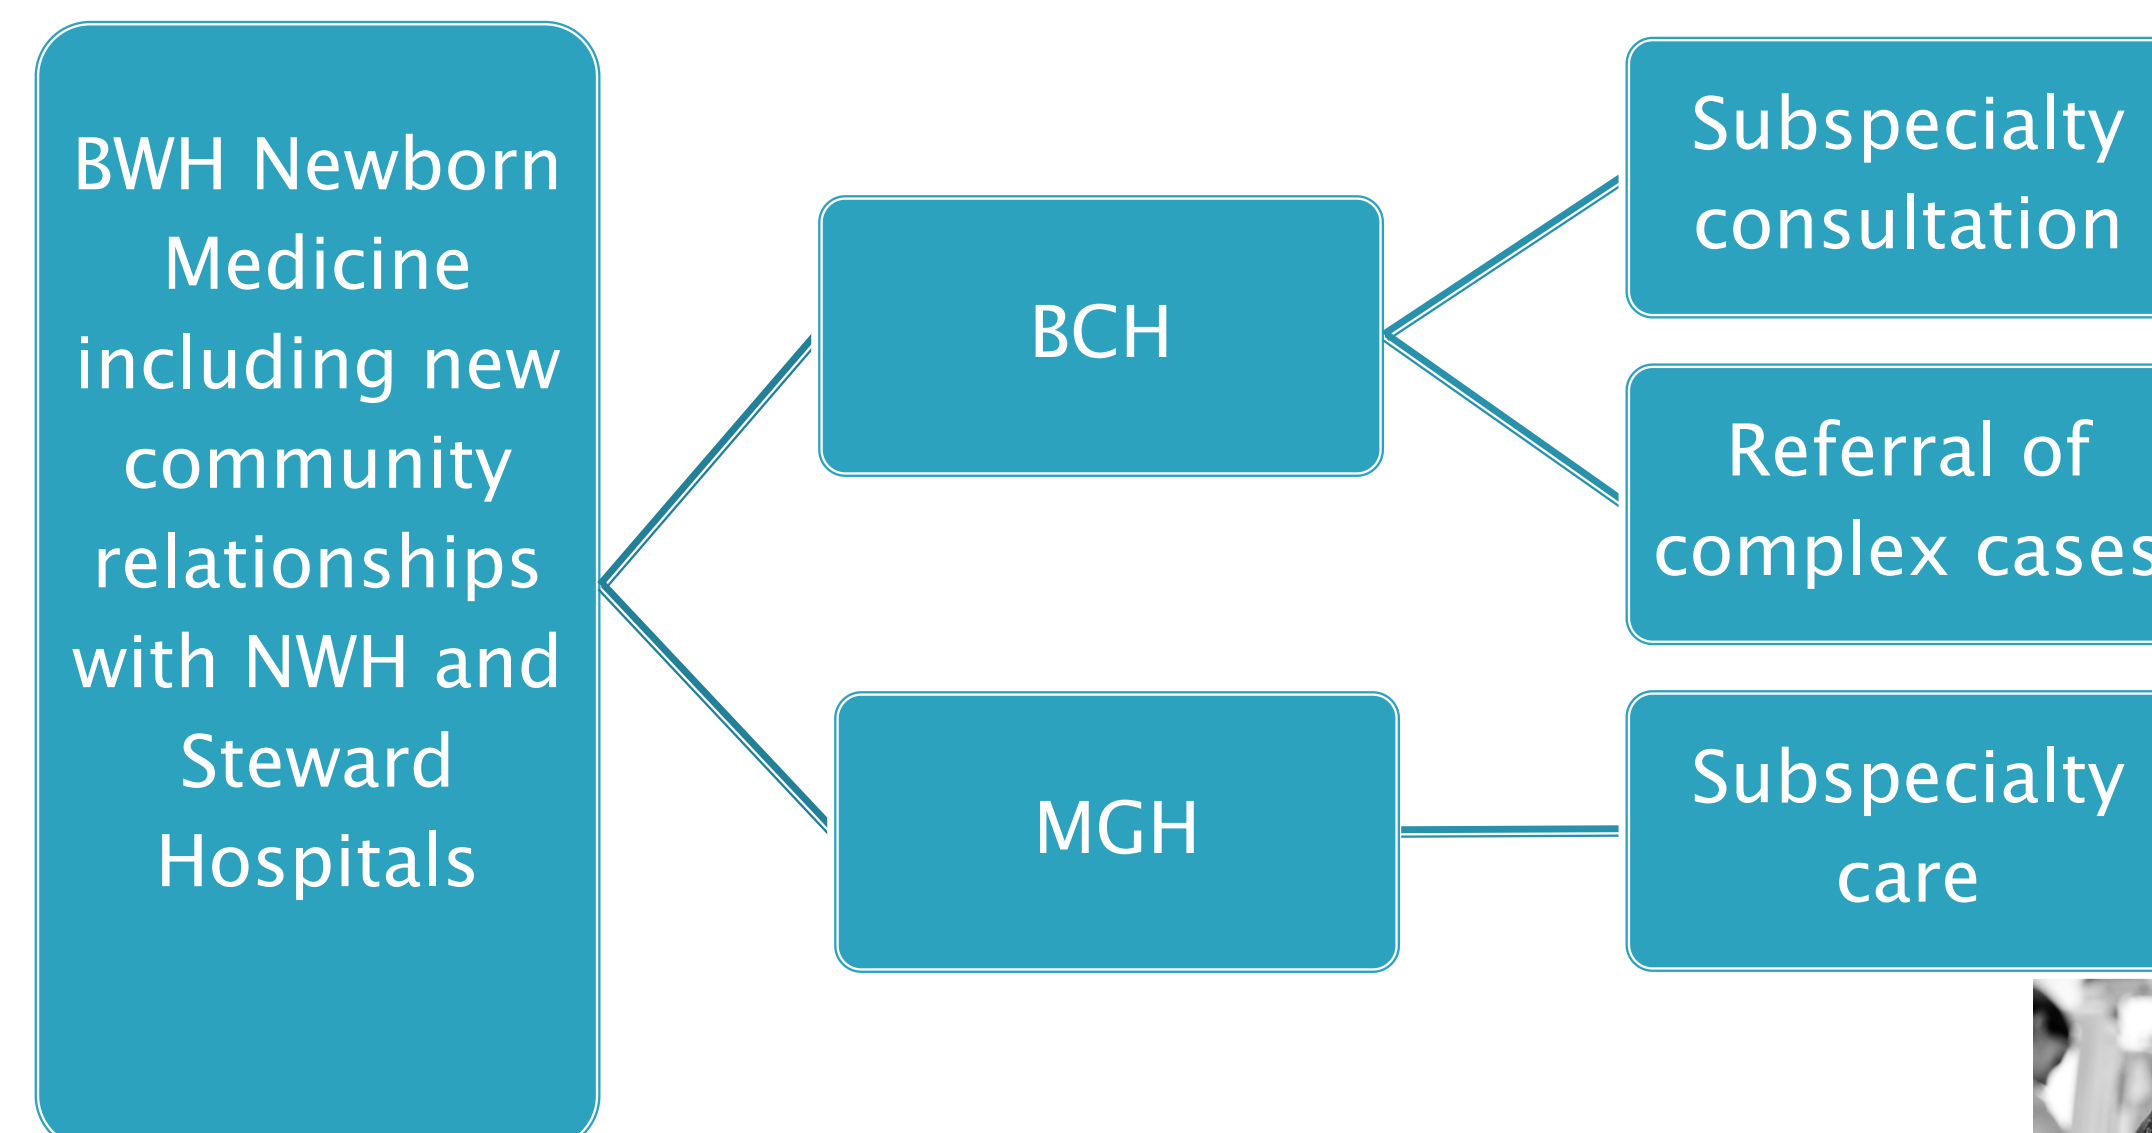 BWH Newborn
Medicine
including new
community
relationships
with NWH and
Steward
Hospitals
BCH
MGH
Subspecialty
consultation
Referral of
complex cases
Subspecialty
care